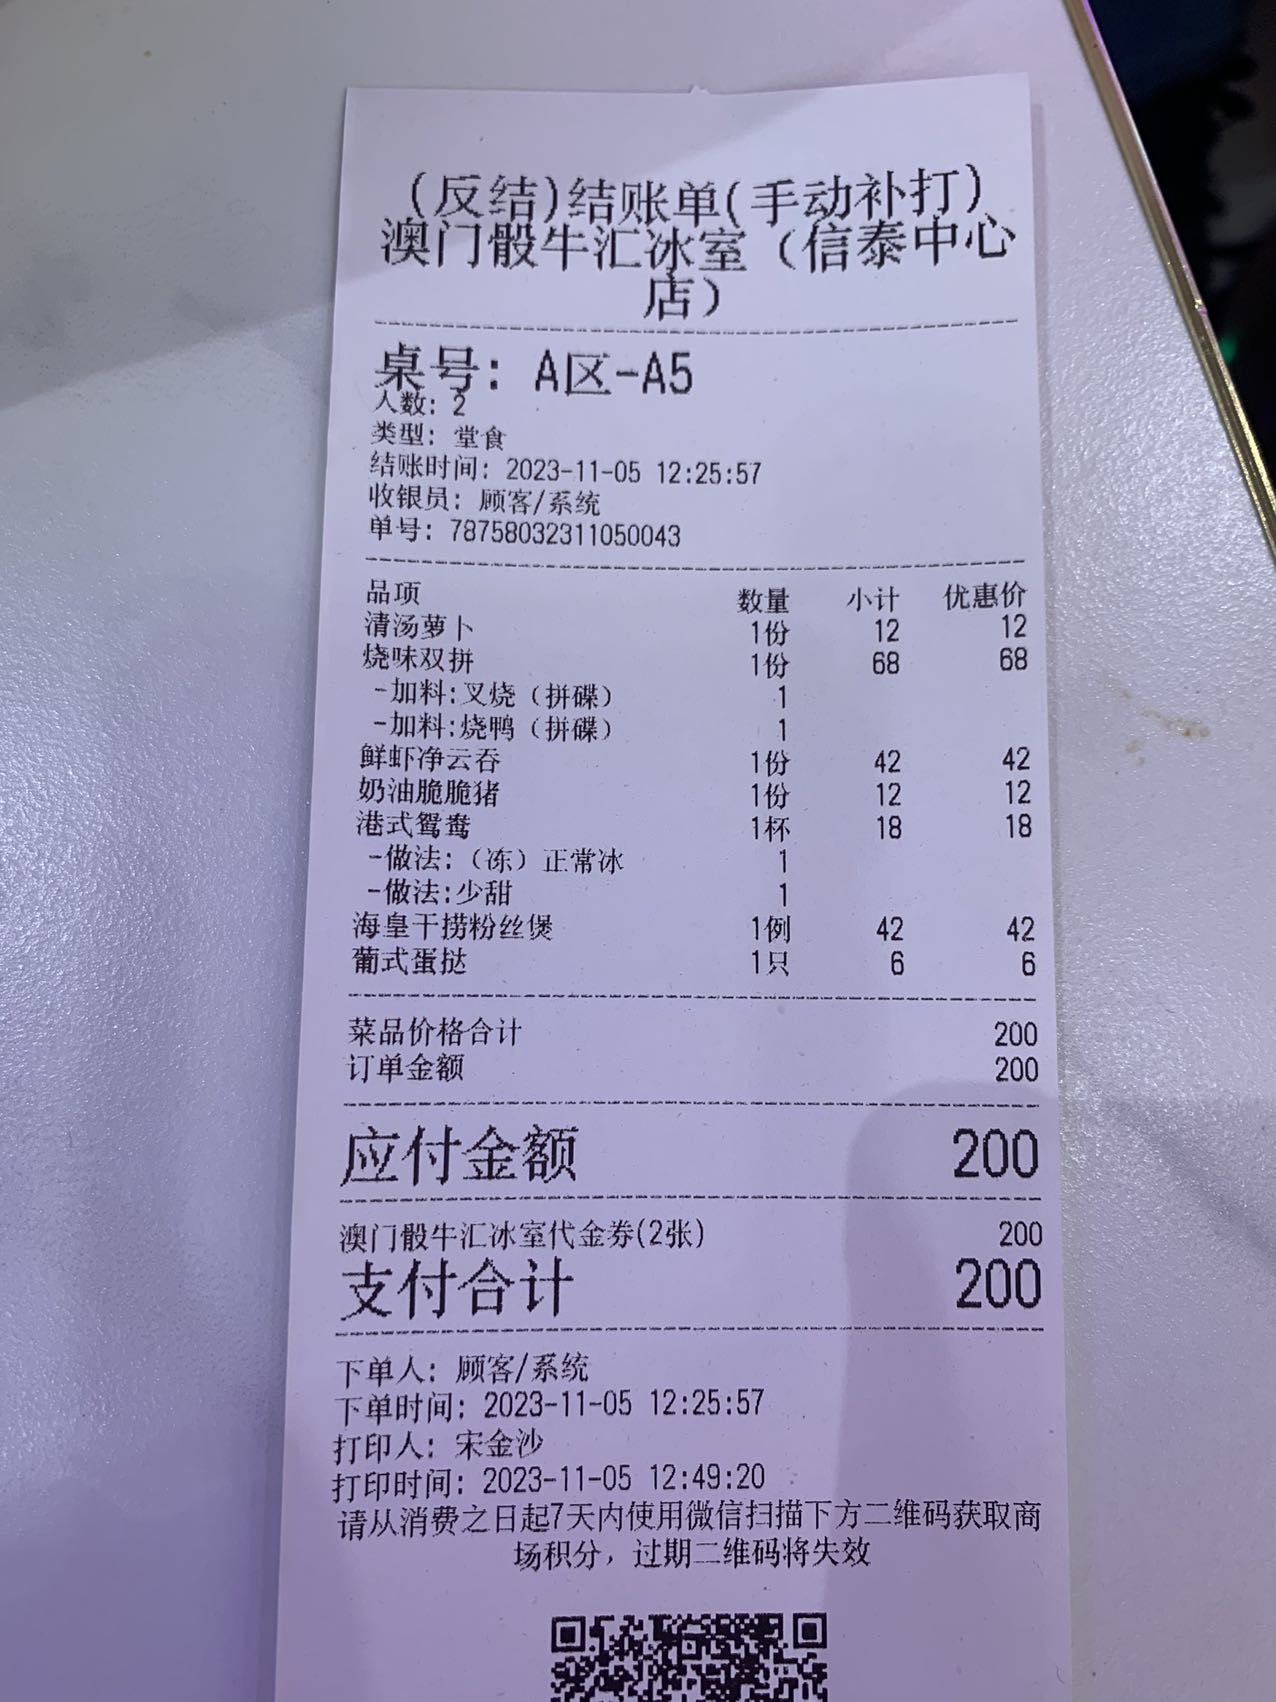 (反结)结账单(手动补打)
澳门骰牛汇冰室（信泰中心
店）
桌号: A区-A5
人数: 2
类型: 堂食
结账时间: 2023-11-05 12:25:57
收银员: 顾客/系统
单号: 787580322311050043
品项 数量 小计 优惠价
清汤萝卜 1份 12 12
烧味双拼 1份 68 68
-加料:叉烧（拼碟） 1
-加料:烧鸭（拼碟） 1
鲜虾净云吞 1份 42 42
奶油脆脆猪 1份 12 12
港式鸳鸯 1杯 18 18
-做法:（冻）正常冰 1
-做法:少甜 1
海皇干捞粉丝煲 1例 42 42
葡式蛋挞 1只 6 6
菜品价格合计 200
订单金额 200
应付金额 200
澳门骰牛汇冰室代金券(2张) 200
支付合计 200
下单人: 顾客/系统
下单时间: 2023-11-05 12:25:57
打印人: 宋金沙
打印时间: 2023-11-05 12:49:20
请从消费之日起7天内使用微信扫描下方二维码获取商
场积分，过期二维码将失效